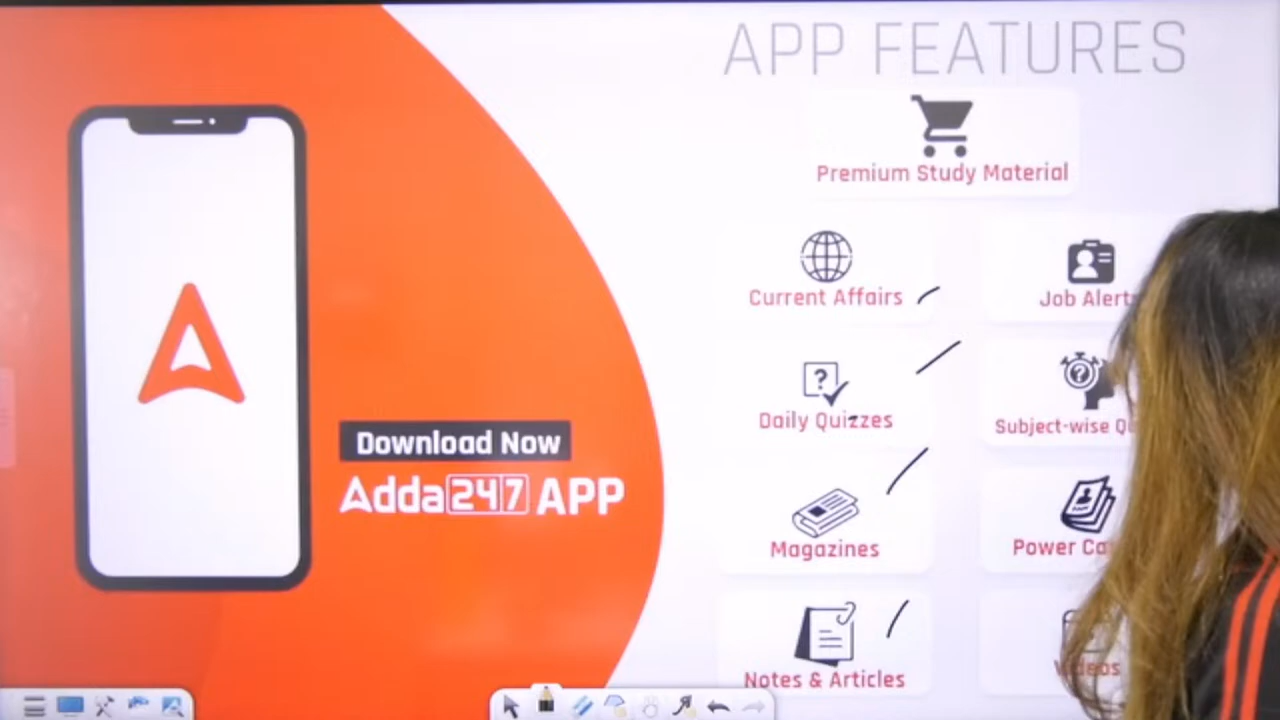 APP FEATURES
Premium Study Material
Current Affairs
Job Alert
Daily Quizzes
Subject-wise
Download Now
Adda247 APP
Magazines
Power
Notes & Articles
Videos